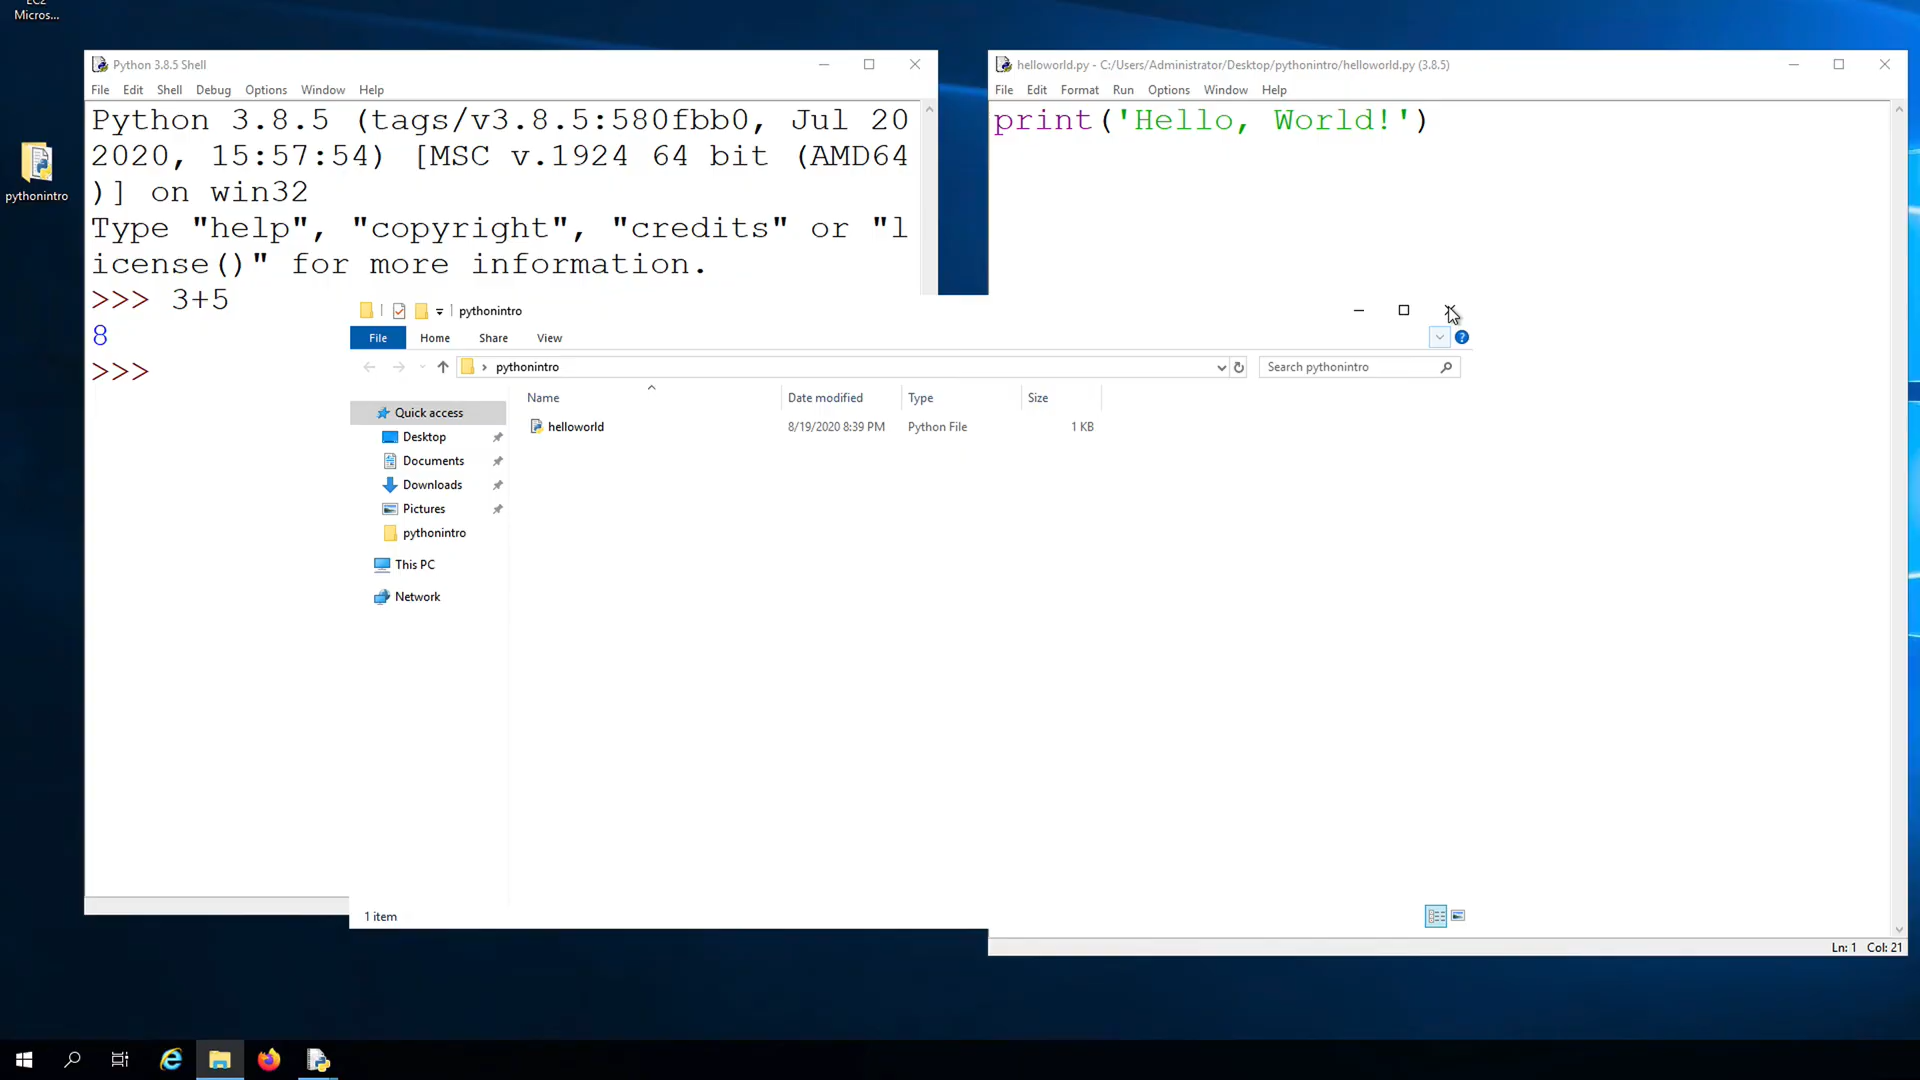 EC2
Micros...
pythonintro
Python 3.8.5 Shell
File Edit Shell Debug Options Window Help
Python 3.8.5 (tags/v3.8.5:580fbb0, Jul 20
2020, 15:57:54) [MSC v.1924 64 bit (AMD64
)] on win32
Type "help", "copyright", "credits" or "l
icense()" for more information.
>>> 3+5
8
>>>
helloworld.py - C:/Users/Administrator/Desktop/pythonintro/helloworld.py (3.8.5)
File Edit Format Run Options Window Help
print('Hello, World!')
pythonintro
File Home Share View
pythonintro
Search pythonintro
Name Date modified Type Size
helloworld 8/19/2020 8:39 PM Python File 1 KB
Quick access
Desktop
Documents
Downloads
Pictures
pythonintro
This PC
Network
1 item
Ln: 1 Col: 21